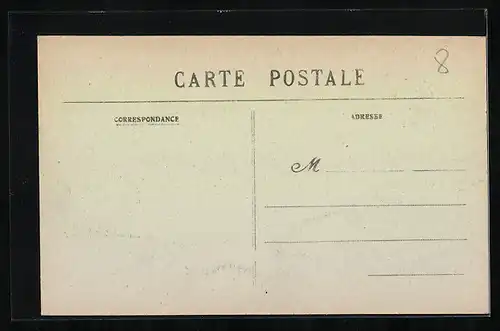 8
CARTE POSTALE
CORRESPONDANCE
ADRESSE
M